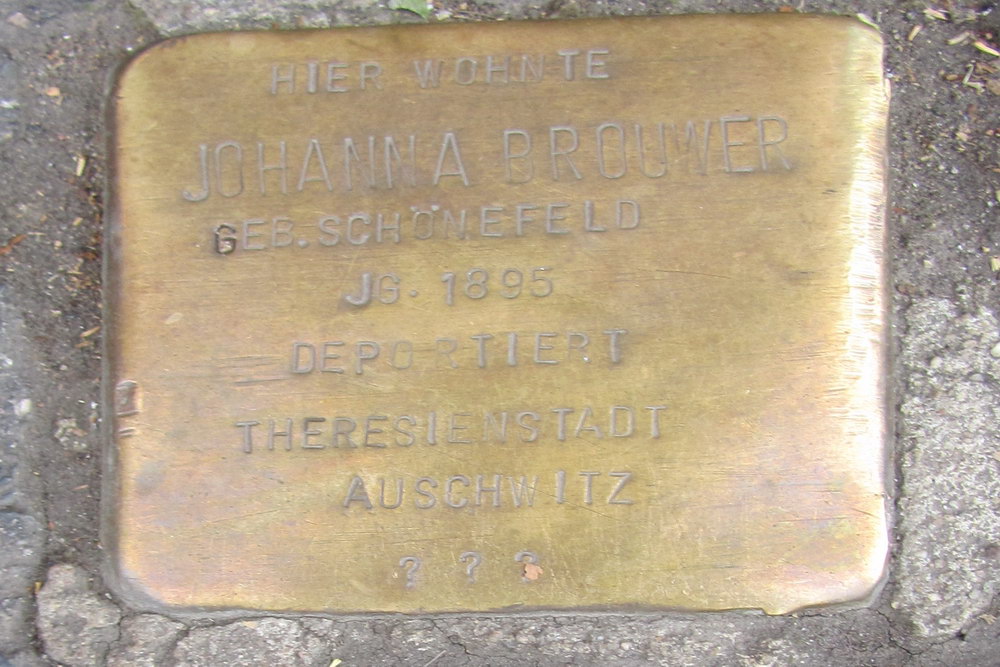 HIER WOHNTE
JOHANNA BROUWER
GEB. SCHÖNEFELD
JG. 1895
DEPORTIERT
THERESIENSTADT
AUSCHWITZ
? ? ?